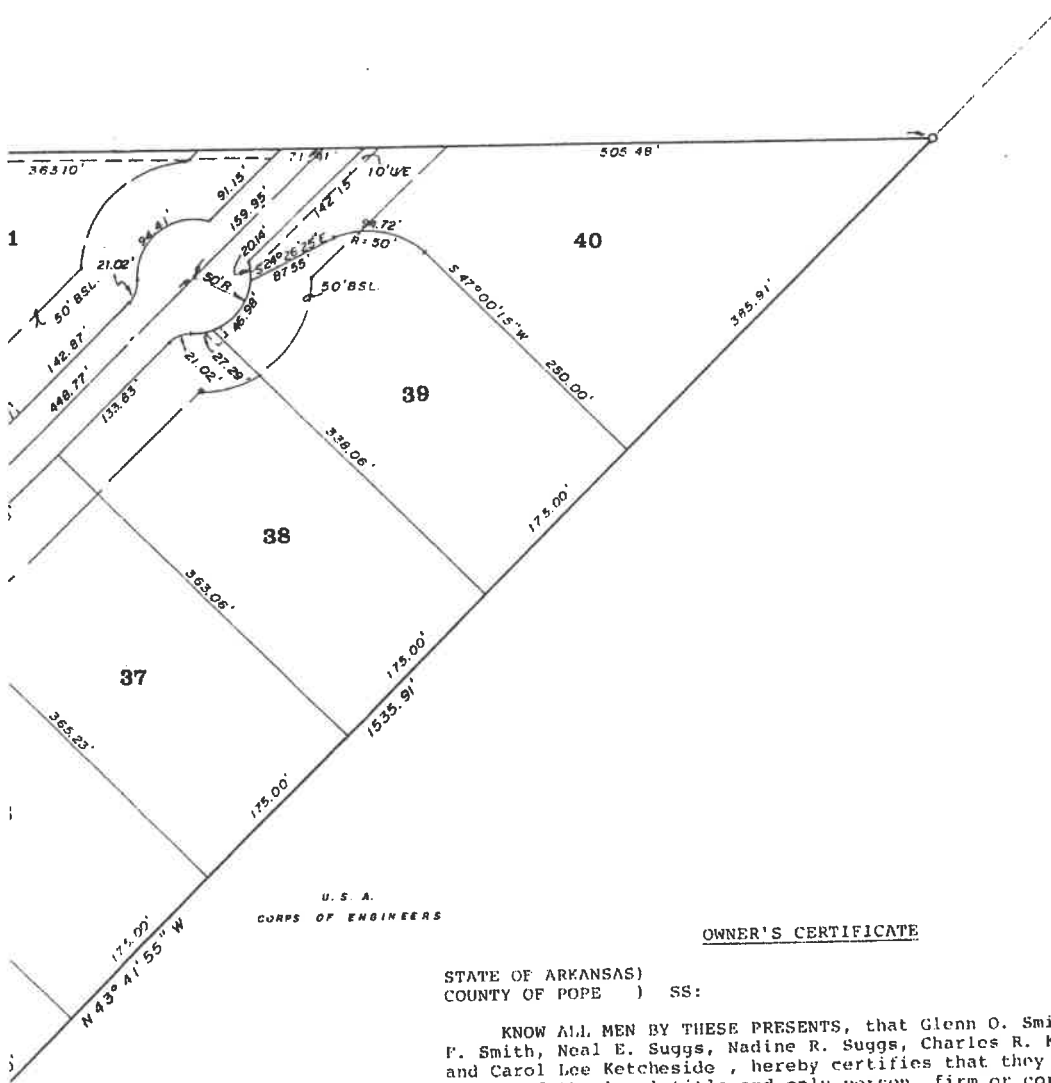 505.48'
363.10'
10' U/E
91.15'
159.95'
142.15'
94.41'
94.72'
R=50'
1
40
21.02'
20.14'
S 24° 26' 25" E
87.55'
50' BSL.
50'R
50' BSL.
46.98'
S 47° 00' 15" W
385.91'
142.87'
448.77'
133.83'
21.02'
27.29
250.00'
39
338.06'
175.00'
38
363.06'
175.00'
1535.91'
37
365.23'
175.00'
U. S. A.
CORPS OF ENGINEERS
175.00'
N 43° 41' 55" W
OWNER'S CERTIFICATE
STATE OF ARKANSAS)
COUNTY OF POPE ) SS:
KNOW ALL MEN BY THESE PRESENTS, that Glenn O. Smi
F. Smith, Neal E. Suggs, Nadine R. Suggs, Charles R. K
and Carol Lee Ketcheside , hereby certifies that they